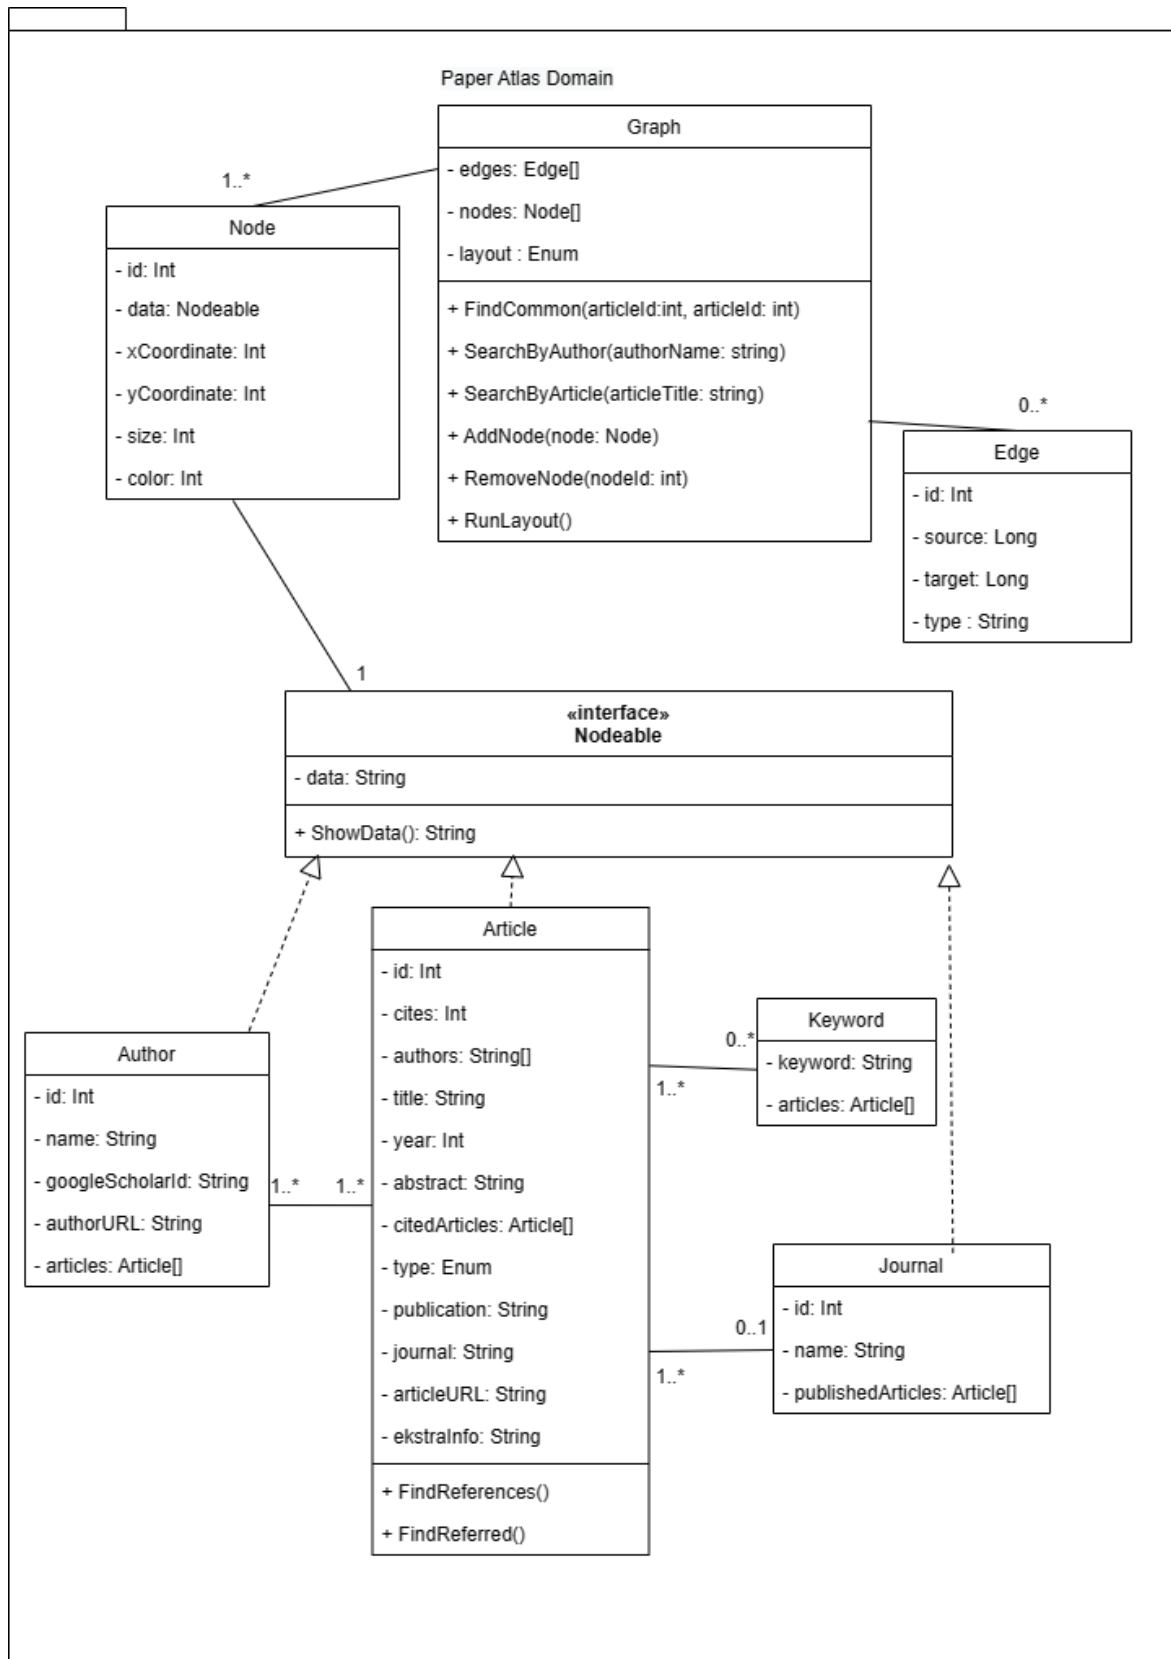 Paper Atlas Domain
Graph
- edges: Edge[]
- nodes: Node[]
- layout : Enum
+ FindCommon(articleId:int, articleId: int)
+ SearchByAuthor(authorName: string)
+ SearchByArticle(articleTitle: string)
+ AddNode(node: Node)
+ RemoveNode(nodeId: int)
+ RunLayout()
1..*
Node
- id: Int
- data: Nodeable
- xCoordinate: Int
- yCoordinate: Int
- size: Int
- color: Int
0..*
Edge
- id: Int
- source: Long
- target: Long
- type : String
1
«interface»
Nodeable
- data: String
+ ShowData(): String
Article
- id: Int
- cites: Int
- authors: String[]
- title: String
- year: Int
- abstract: String
- citedArticles: Article[]
- type: Enum
- publication: String
- journal: String
- articleURL: String
- ekstraInfo: String
+ FindReferences()
+ FindReferred()
Author
- id: Int
- name: String
- googleScholarId: String
- authorURL: String
- articles: Article[]
1..*
1..*
Keyword
- keyword: String
- articles: Article[]
0..*
1..*
Journal
- id: Int
- name: String
- publishedArticles: Article[]
0..1
1..*